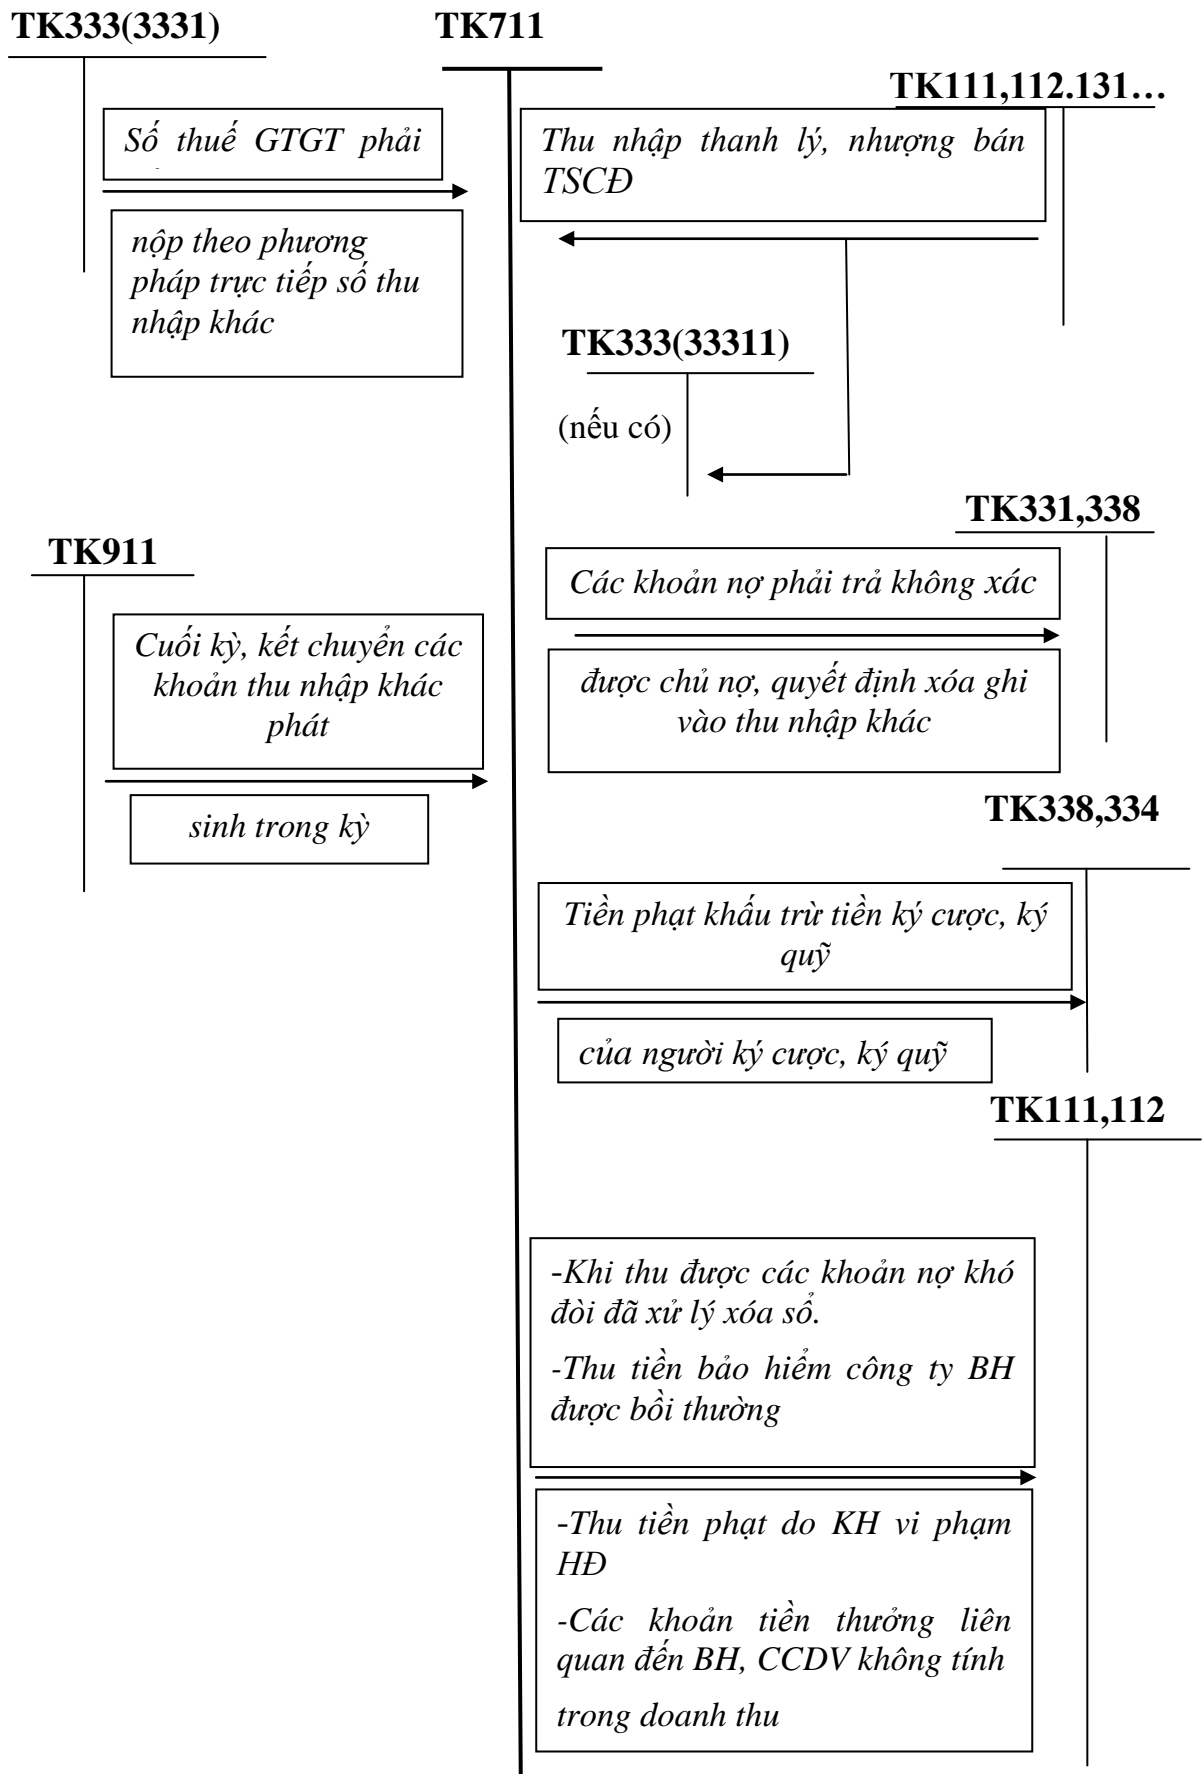 TK333(3331)
TK711
TK111,112.131…
Số thuế GTGT phải
nộp theo phương
pháp trực tiếp số thu
nhập khác
Thu nhập thanh lý, nhượng bán
TSCĐ
TK333(33311)
(nếu có)
TK331,338
TK911
Các khoản nợ phải trả không xác
được chủ nợ, quyết định xóa ghi
vào thu nhập khác
Cuối kỳ, kết chuyển các
khoản thu nhập khác
phát
sinh trong kỳ
TK338,334
Tiền phạt khấu trừ tiền ký cược, ký
quỹ
của người ký cược, ký quỹ
TK111,112
-Khi thu được các khoản nợ khó
đòi đã xử lý xóa sổ.
-Thu tiền bảo hiểm công ty BH
được bồi thường
-Thu tiền phạt do KH vi phạm
HĐ
-Các khoản tiền thưởng liên
quan đến BH, CCDV không tính
trong doanh thu